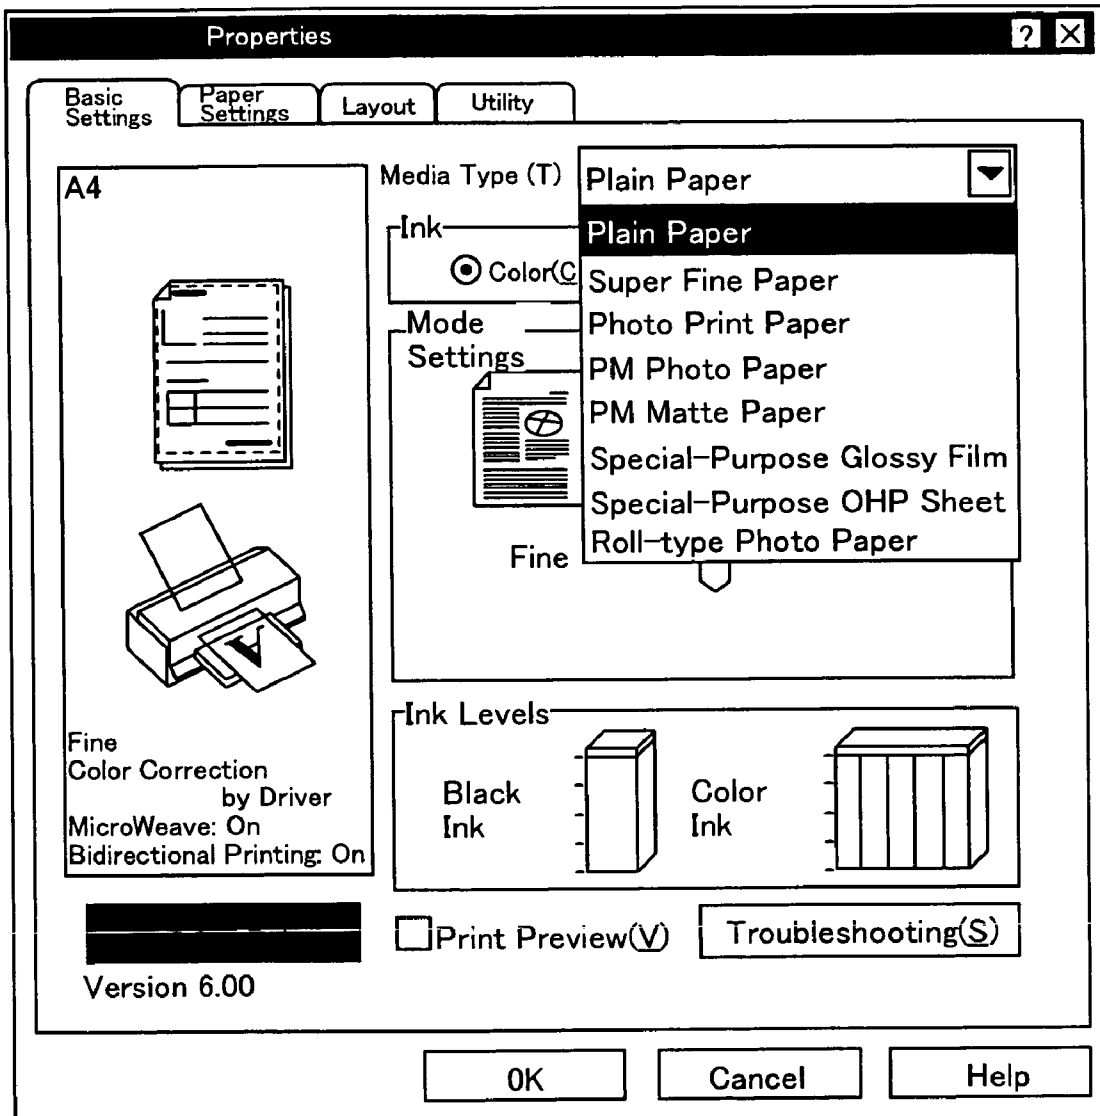 Properties
? X
Basic
Settings
Paper
Settings
Layout
Utility
A4
Media Type (T)
Plain Paper
Plain Paper
Super Fine Paper
Photo Print Paper
PM Photo Paper
PM Matte Paper
Special-Purpose Glossy Film
Special-Purpose OHP Sheet
Roll-type Photo Paper
Ink
Color(C
Mode
Settings
Fine
A
Fine
Color Correction
by Driver
MicroWeave: On
Bidirectional Printing: On
Ink Levels
Black
Ink
Color
Ink
Print Preview(V)
Troubleshooting(S)
Version 6.00
OK
Cancel
Help